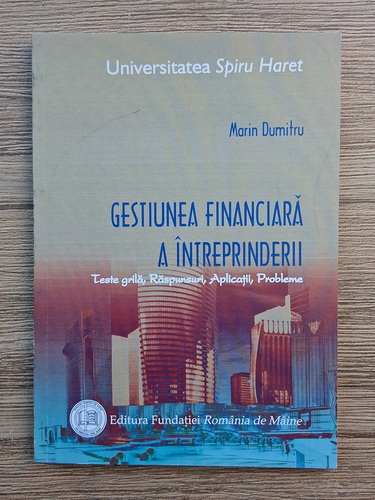 Universitatea Spiru Haret
Marin Dumitru
GESTIUNEA FINANCIARĂ
A ÎNTREPRINDERII
Teste grilă, Răspunsuri, Aplicații, Probleme
Editura Fundației România de Mâine